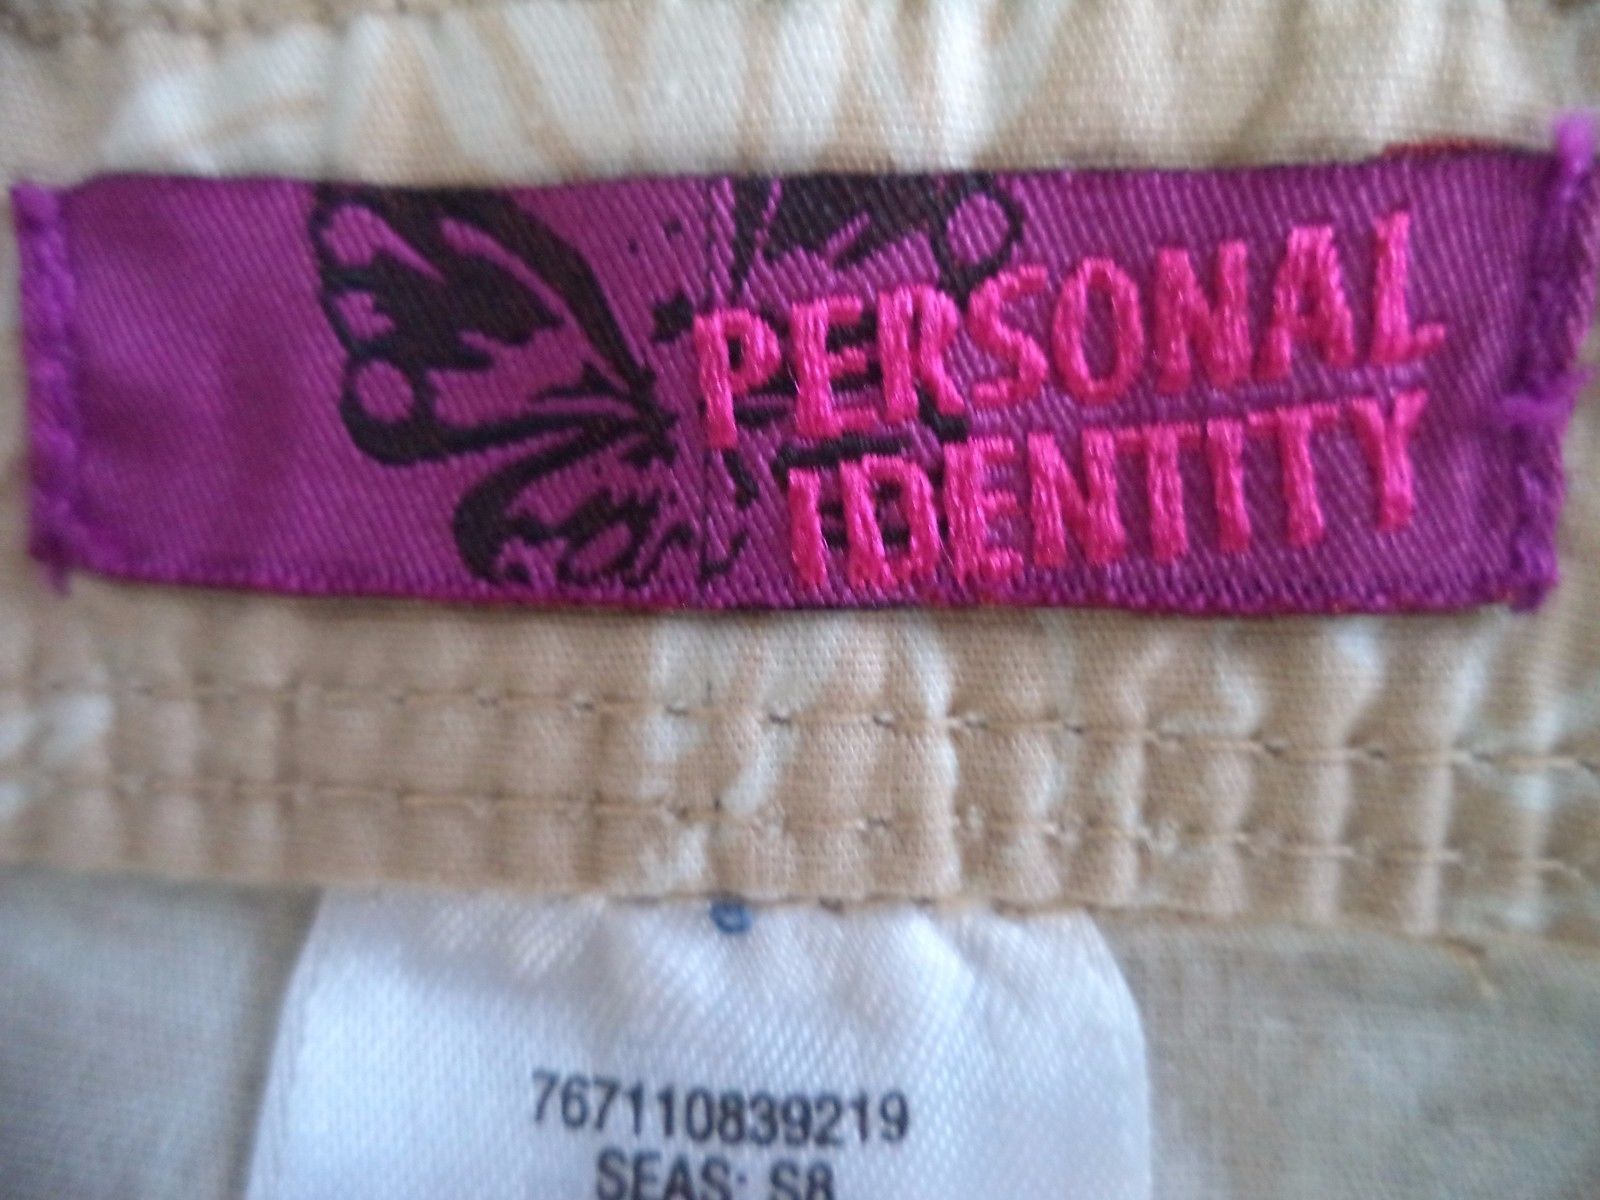 PERSONAL
IDENTITY
767110839219
SEAS: S8